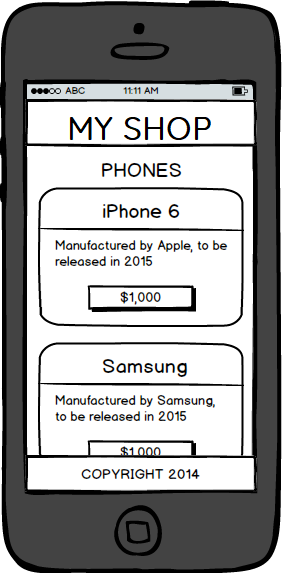 ABC 11:11 AM
MY SHOP
PHONES
iPhone 6
Manufactured by Apple, to be
released in 2015
$1,000
Samsung
Manufactured by Samsung,
to be released in 2015
$1,000
COPYRIGHT 2014